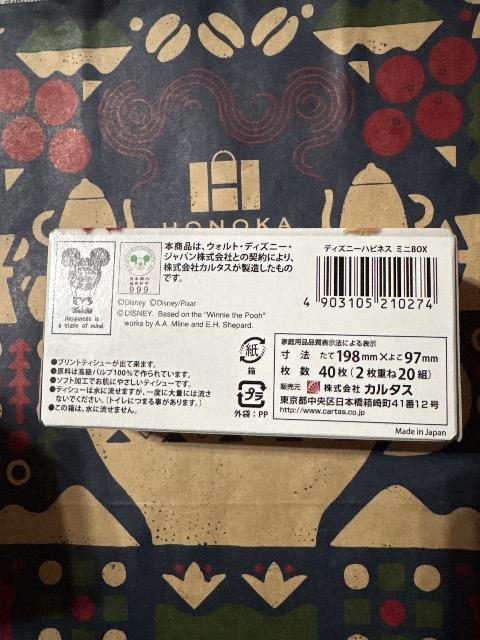 HONOKA
本商品は、ウォルト・ディズニー・
ジャパン株式会社との契約により、
株式会社カルタスが製造したもの
です。
999
Happiness is
a state of mind
©Disney ©Disney/Pixar
©DISNEY. Based on the "Winnie the Pooh"
works by A.A. Milne and E.H. Shepard.
ディズニーハピネス ミニBOX
4 903105 210274
●プリントティシューが出て来ます。
●原料は高級パルプ100%で作られています。
●ソフト加工でお肌にやさしいティシューです。
●ティシューは水に流せますが、一度に大量には流さ
ないでください。(トイレにつまる事があります。)
●この箱は、水に流せません。
紙
箱
プラ
外袋:PP
家庭用品品質表示法による表示
寸 法 たて198mm×よこ97mm
枚 数 40枚(2枚重ね20組)
販売元 株式会社 カルタス
東京都中央区日本橋箱崎町41番12号
http://www.cartas.co.jp
Made in Japan